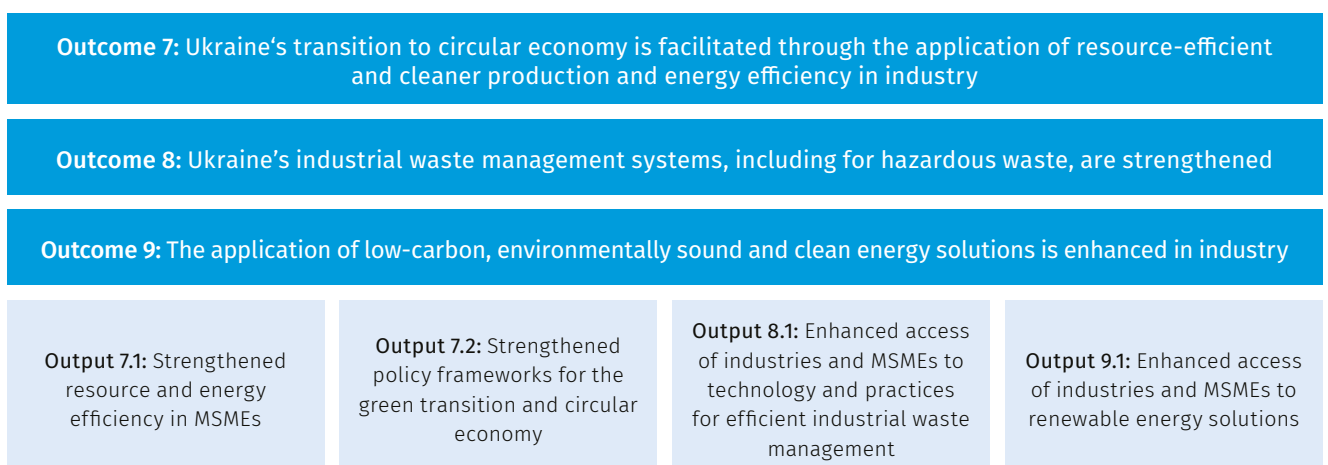 Outcome 7: Ukraine‘s transition to circular economy is facilitated through the application of resource-efficient
and cleaner production and energy efficiency in industry
Outcome 8: Ukraine’s industrial waste management systems, including for hazardous waste, are strengthened
Outcome 9: The application of low-carbon, environmentally sound and clean energy solutions is enhanced in industry
Output 7.1: Strengthened
resource and energy
efficiency in MSMEs
Output 7.2: Strengthened
policy frameworks for the
green transition and circular
economy
Output 8.1: Enhanced access
of industries and MSMEs to
technology and practices
for efficient industrial waste
management
Output 9.1: Enhanced access
of industries and MSMEs to
renewable energy solutions